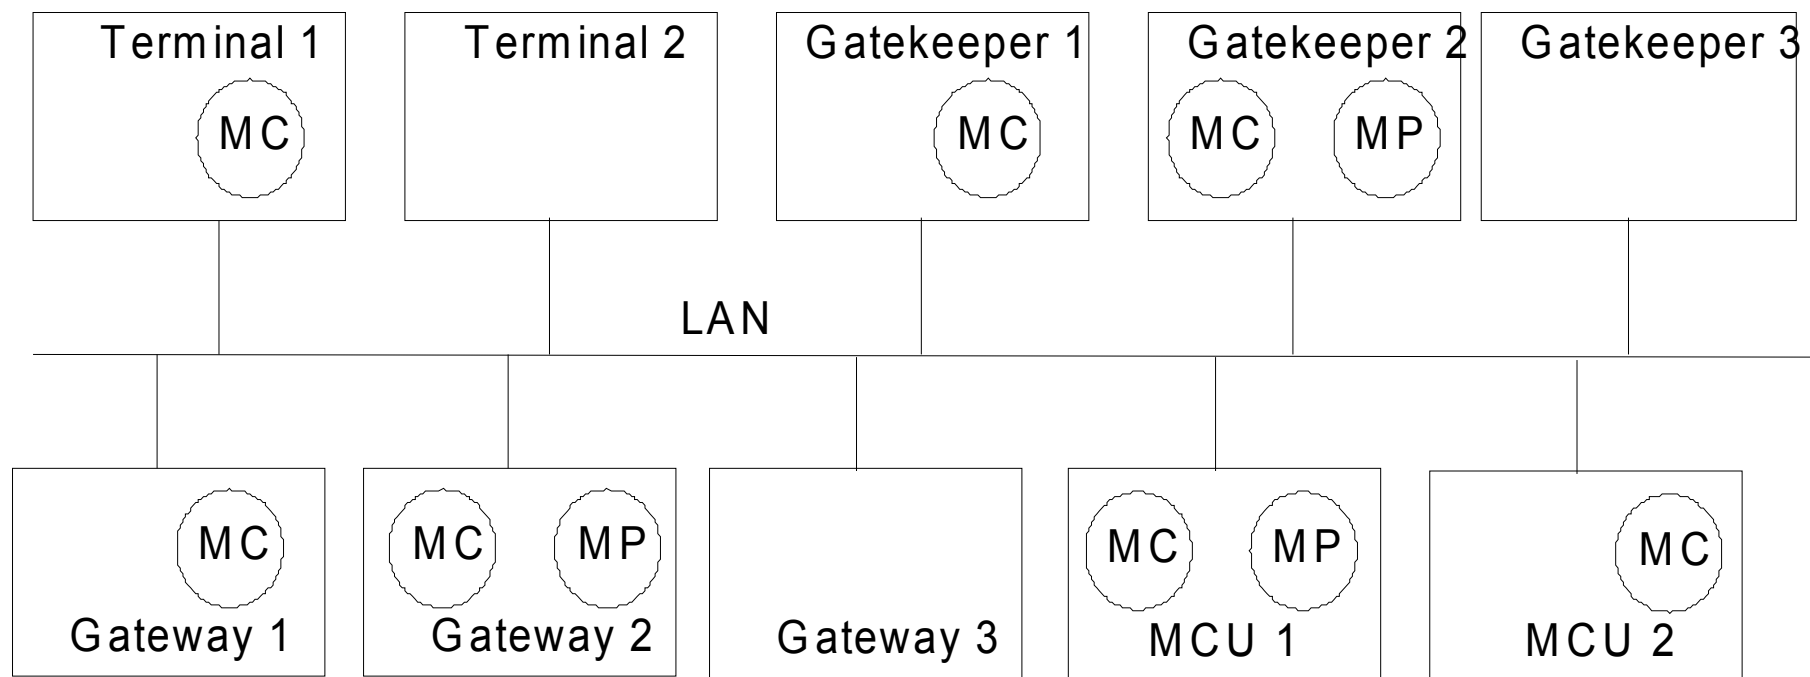 Terminal 1
MC
Terminal 2
Gatekeeper 1
MC
Gatekeeper 2
MC MP
Gatekeeper 3
LAN
MC
Gateway 1
MC MP
Gateway 2
Gateway 3
MC MP
MCU 1
MC
MCU 2